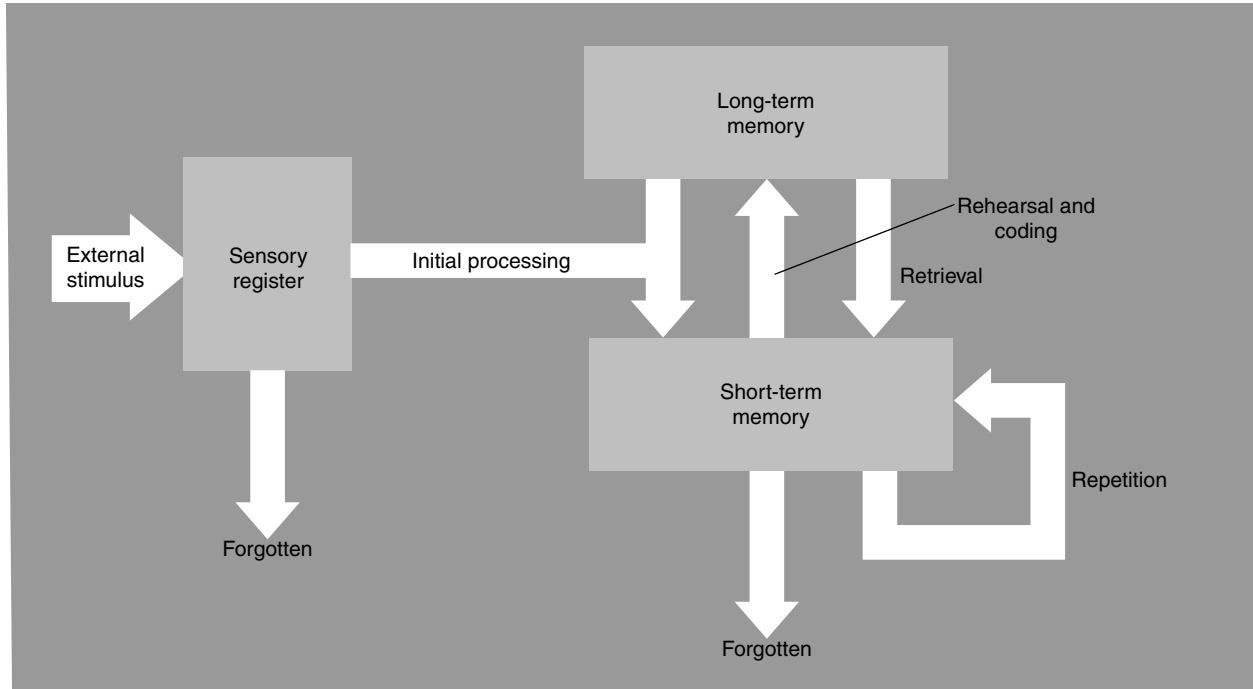 Long-term
memory
Rehearsal and
coding
External
stimulus
Sensory
register
Initial processing
Retrieval
Short-term
memory
Repetition
Forgotten
Forgotten